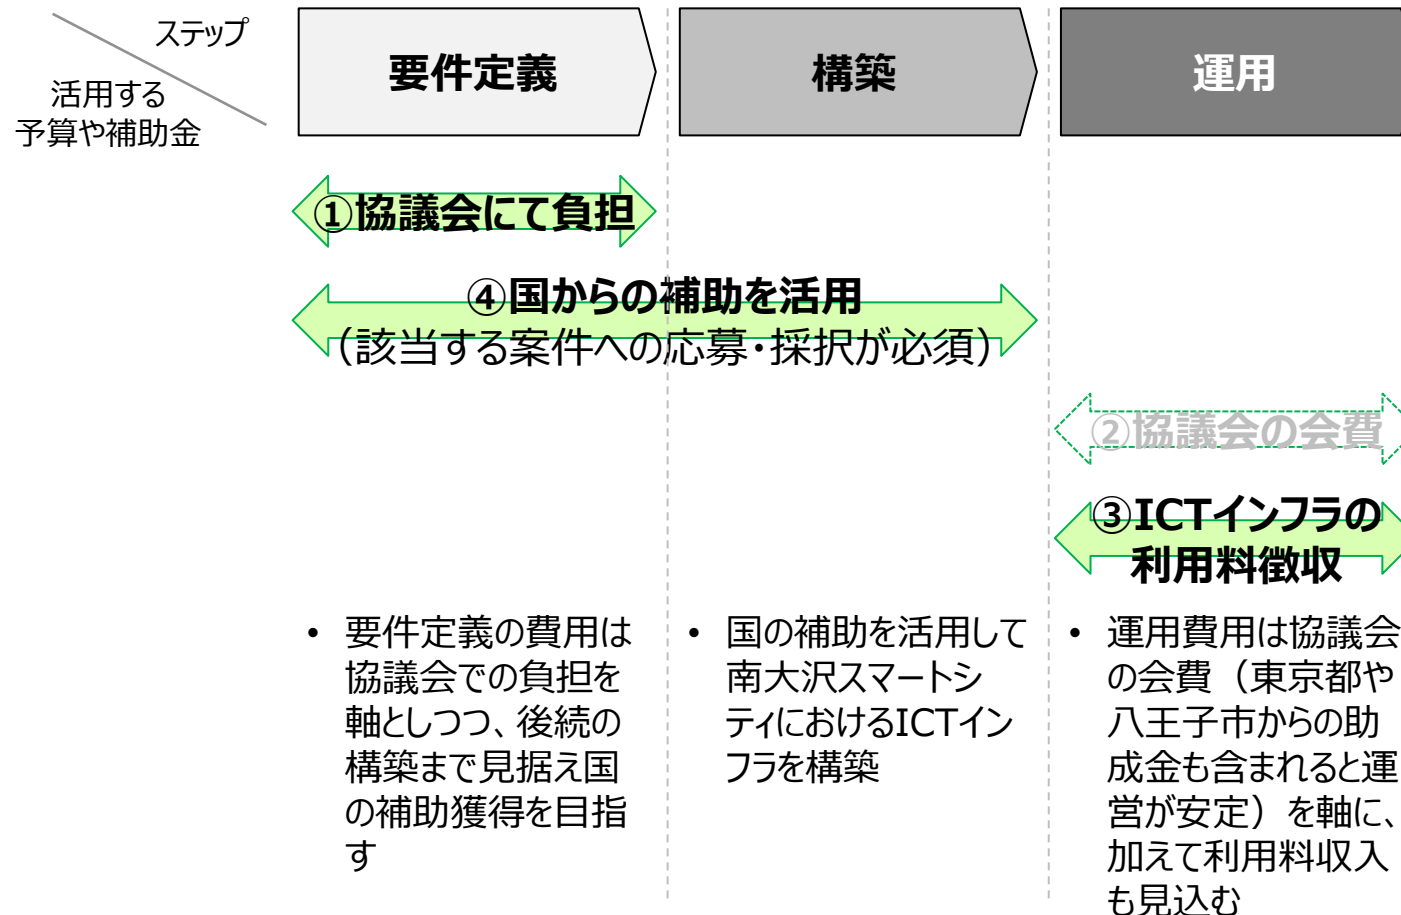 ステップ
活用する
予算や補助金
要件定義
構築
運用
①協議会にて負担
④国からの補助を活用
（該当する案件への応募・採択が必須）
②協議会の会費
③ICTインフラの
利用料徴収
• 要件定義の費用は
協議会での負担を
軸としつつ、後続の
構築まで見据え国
の補助獲得を目指
す
• 国の補助を活用して
南大沢スマートシ
ティにおけるICTイン
フラを構築
• 運用費用は協議会
の会費（東京都や
八王子市からの助
成金も含まれると運
営が安定）を軸に、
加えて利用料収入
も見込む